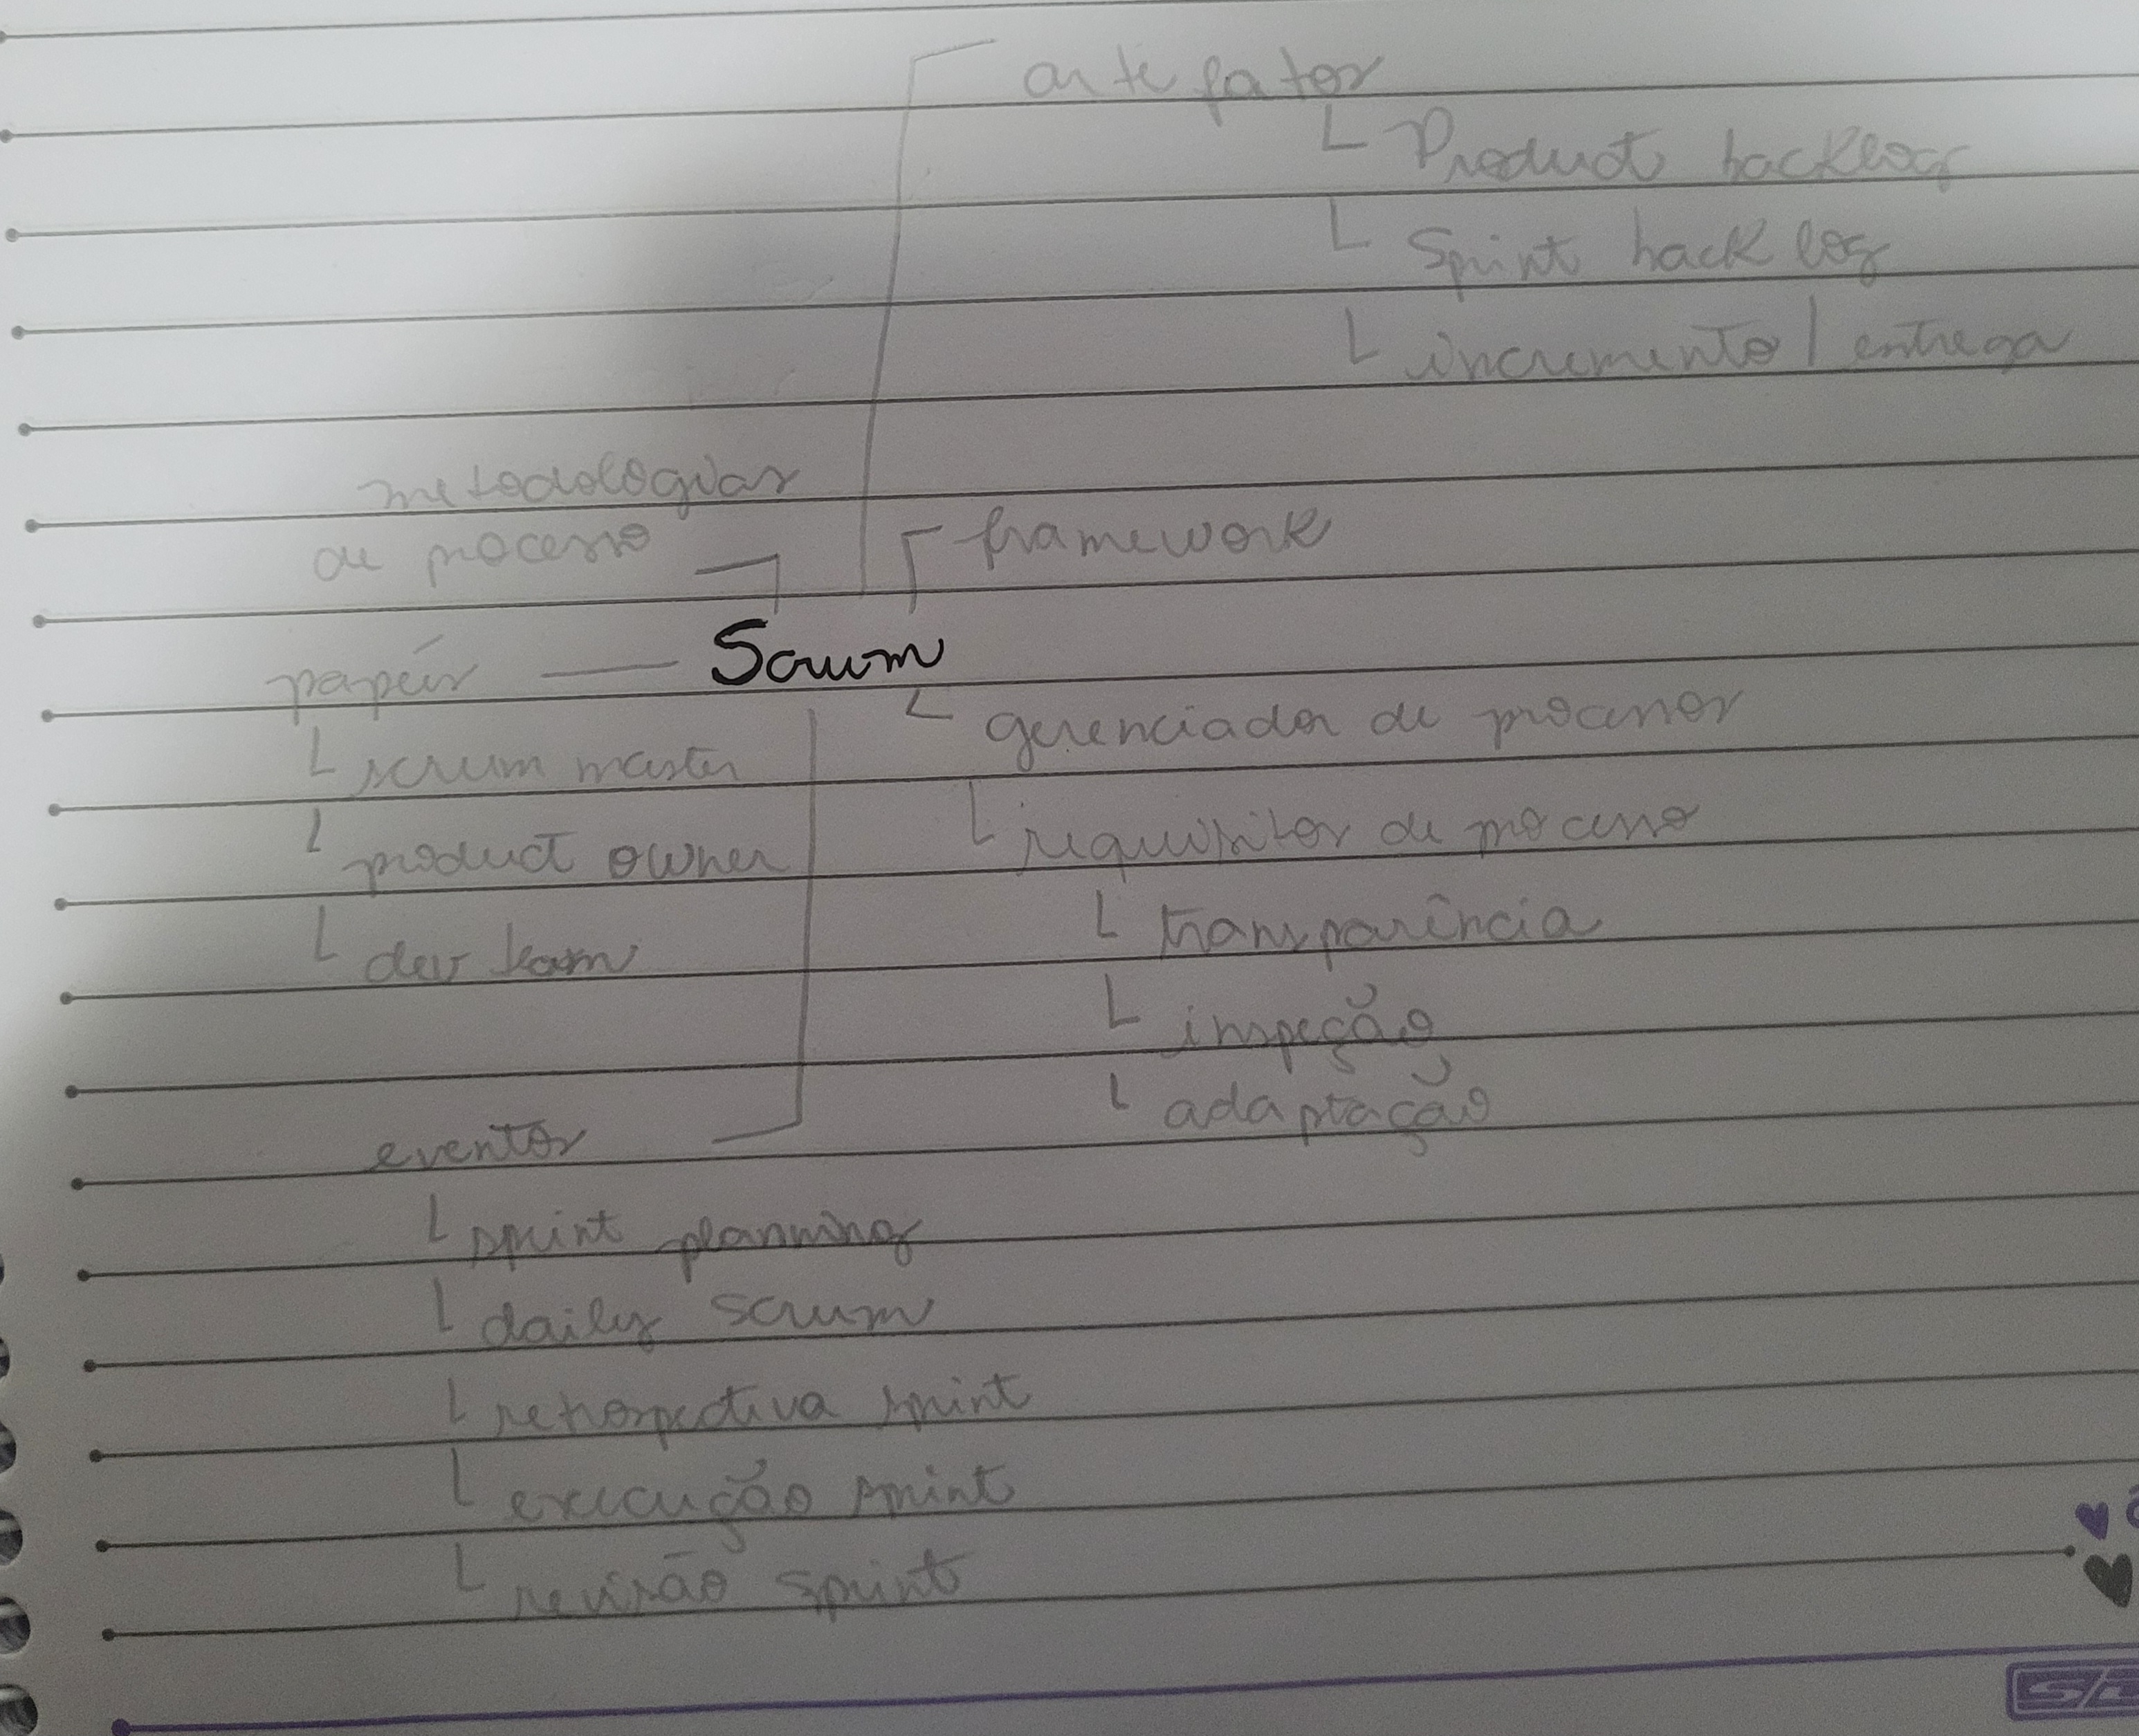 artefatos
Product backlog
Sprint backlog
incremento / entrega
metodologias
de processo
framework
Scrum
papéis
scrum master
product owner
dev team
gerenciador de processos
requisitos de processo
transparência
inspeção
adaptação
eventos
sprint planning
daily scrum
retrospectiva sprint
execução sprint
revisão sprint